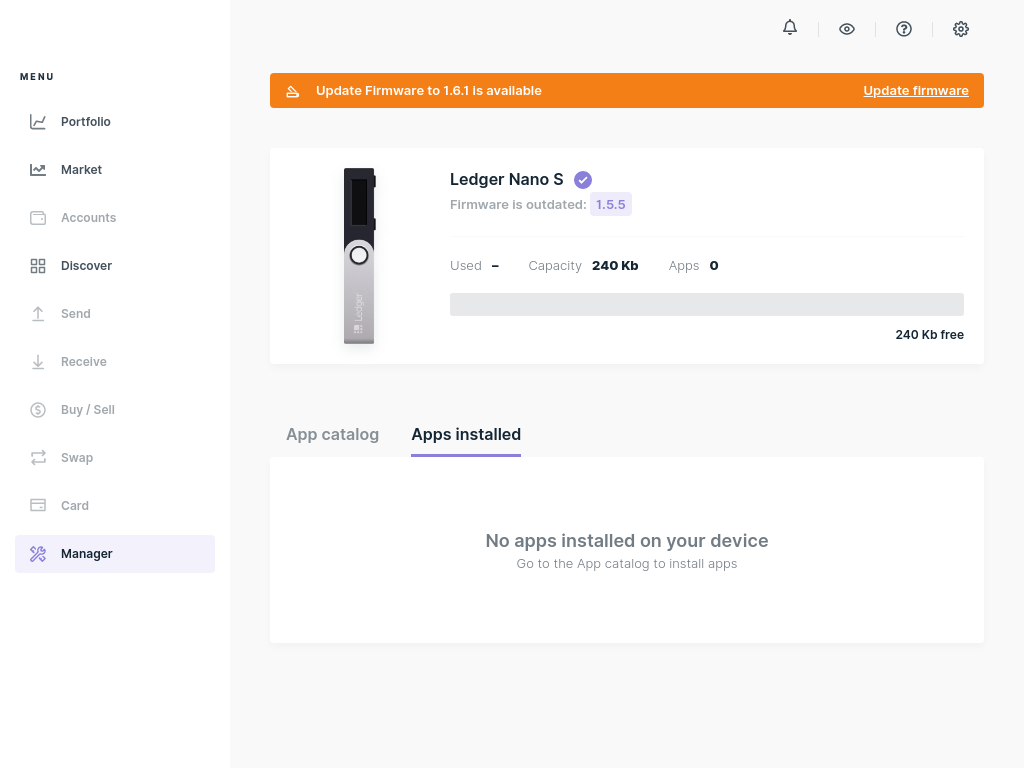 MENU
Portfolio
Market
Accounts
Discover
Send
Receive
Buy / Sell
Swap
Card
Manager
Update Firmware to 1.6.1 is available
Update firmware
Ledger
Ledger Nano S
Firmware is outdated: 1.5.5
Used – Capacity 240 Kb Apps 0
240 Kb free
App catalog Apps installed
No apps installed on your device
Go to the App catalog to install apps